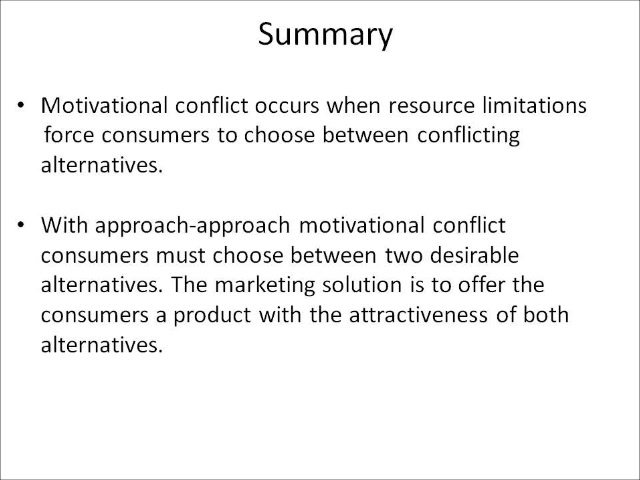 Summary
• Motivational conflict occurs when resource limitations
force consumers to choose between conflicting
alternatives.
• With approach-approach motivational conflict
consumers must choose between two desirable
alternatives. The marketing solution is to offer the
consumers a product with the attractiveness of both
alternatives.